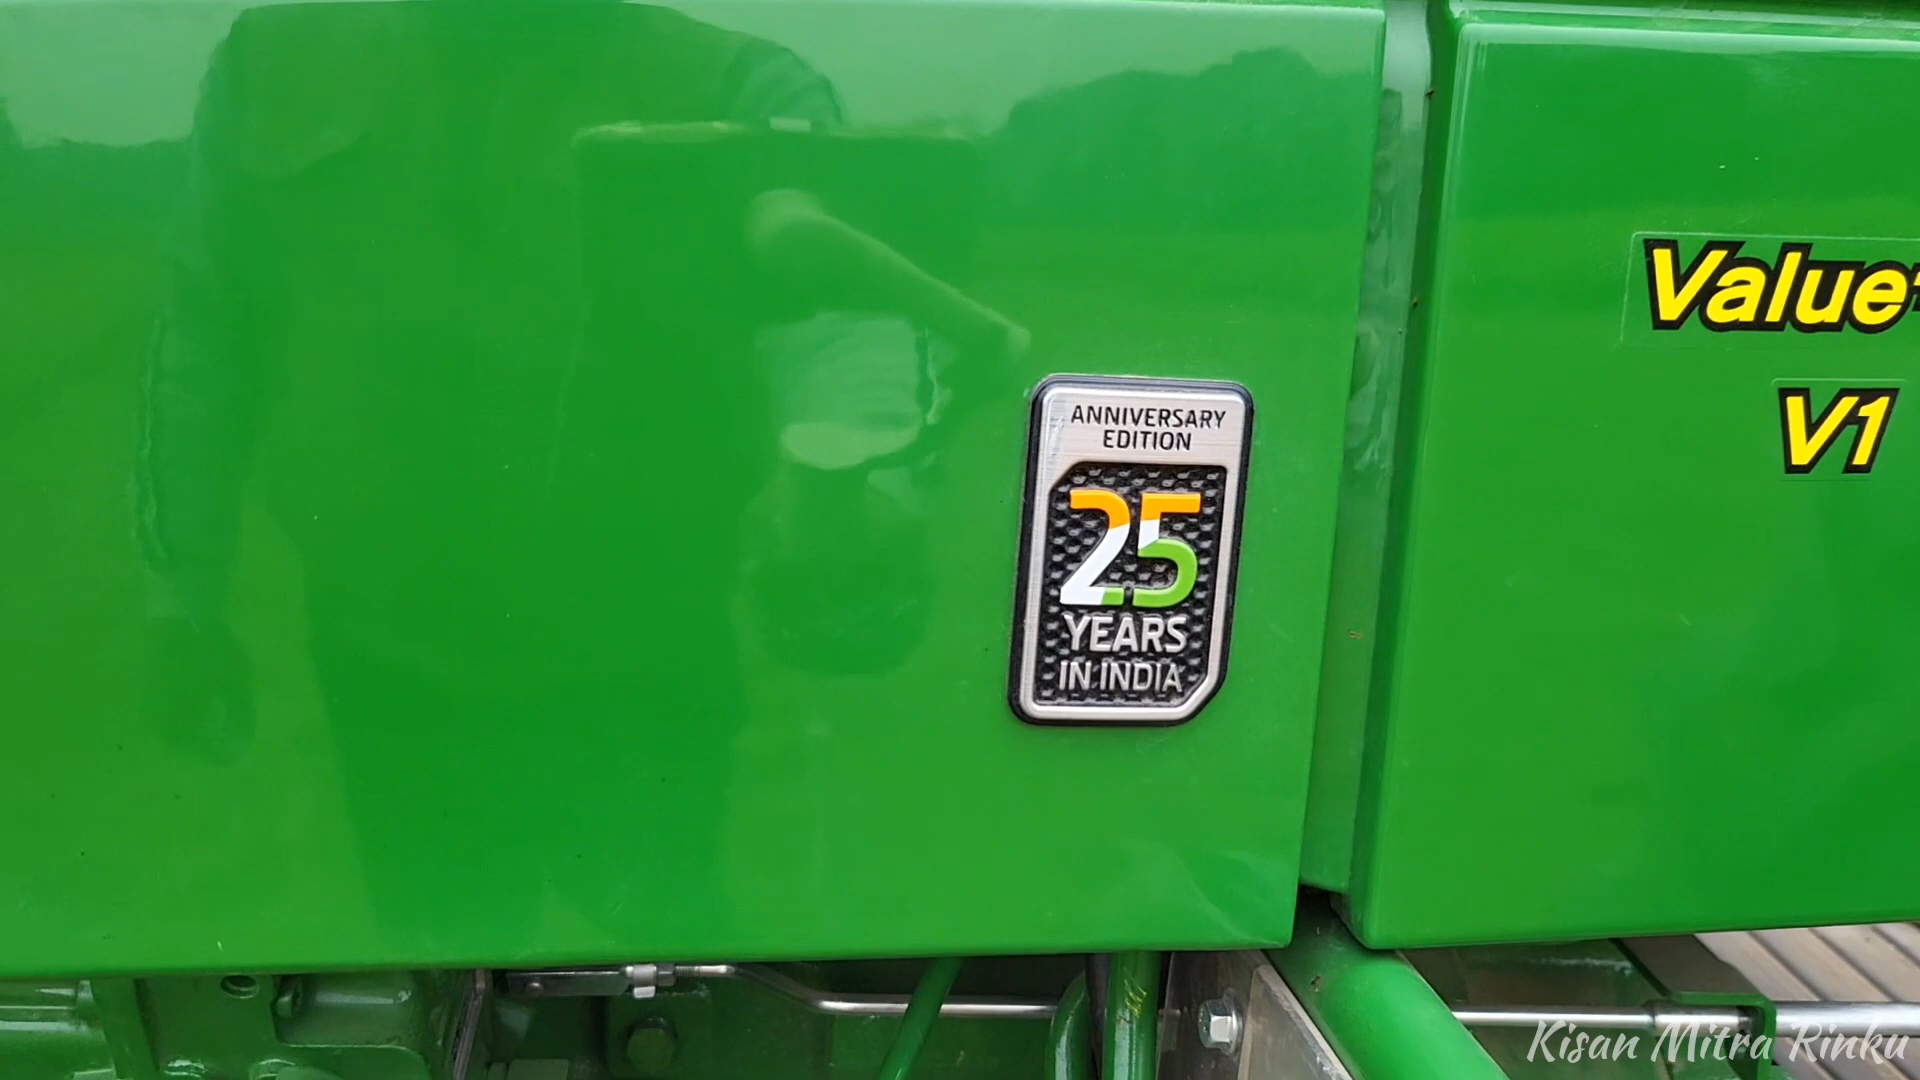 ANNIVERSARY
EDITION
25
YEARS
IN INDIA
Value+
V1
Kisan Mitra Rinku